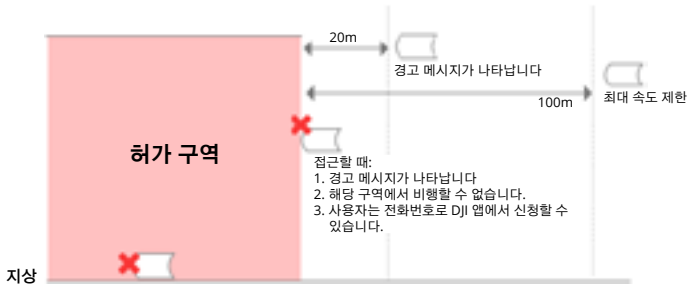 20m
경고 메시지가 나타납니다
최대 속도 제한
100m
허가 구역
접근할 때:
1. 경고 메시지가 나타납니다
2. 해당 구역에서 비행할 수 없습니다.
3. 사용자는 전화번호로 DJI 앱에서 신청할 수
있습니다.
지상